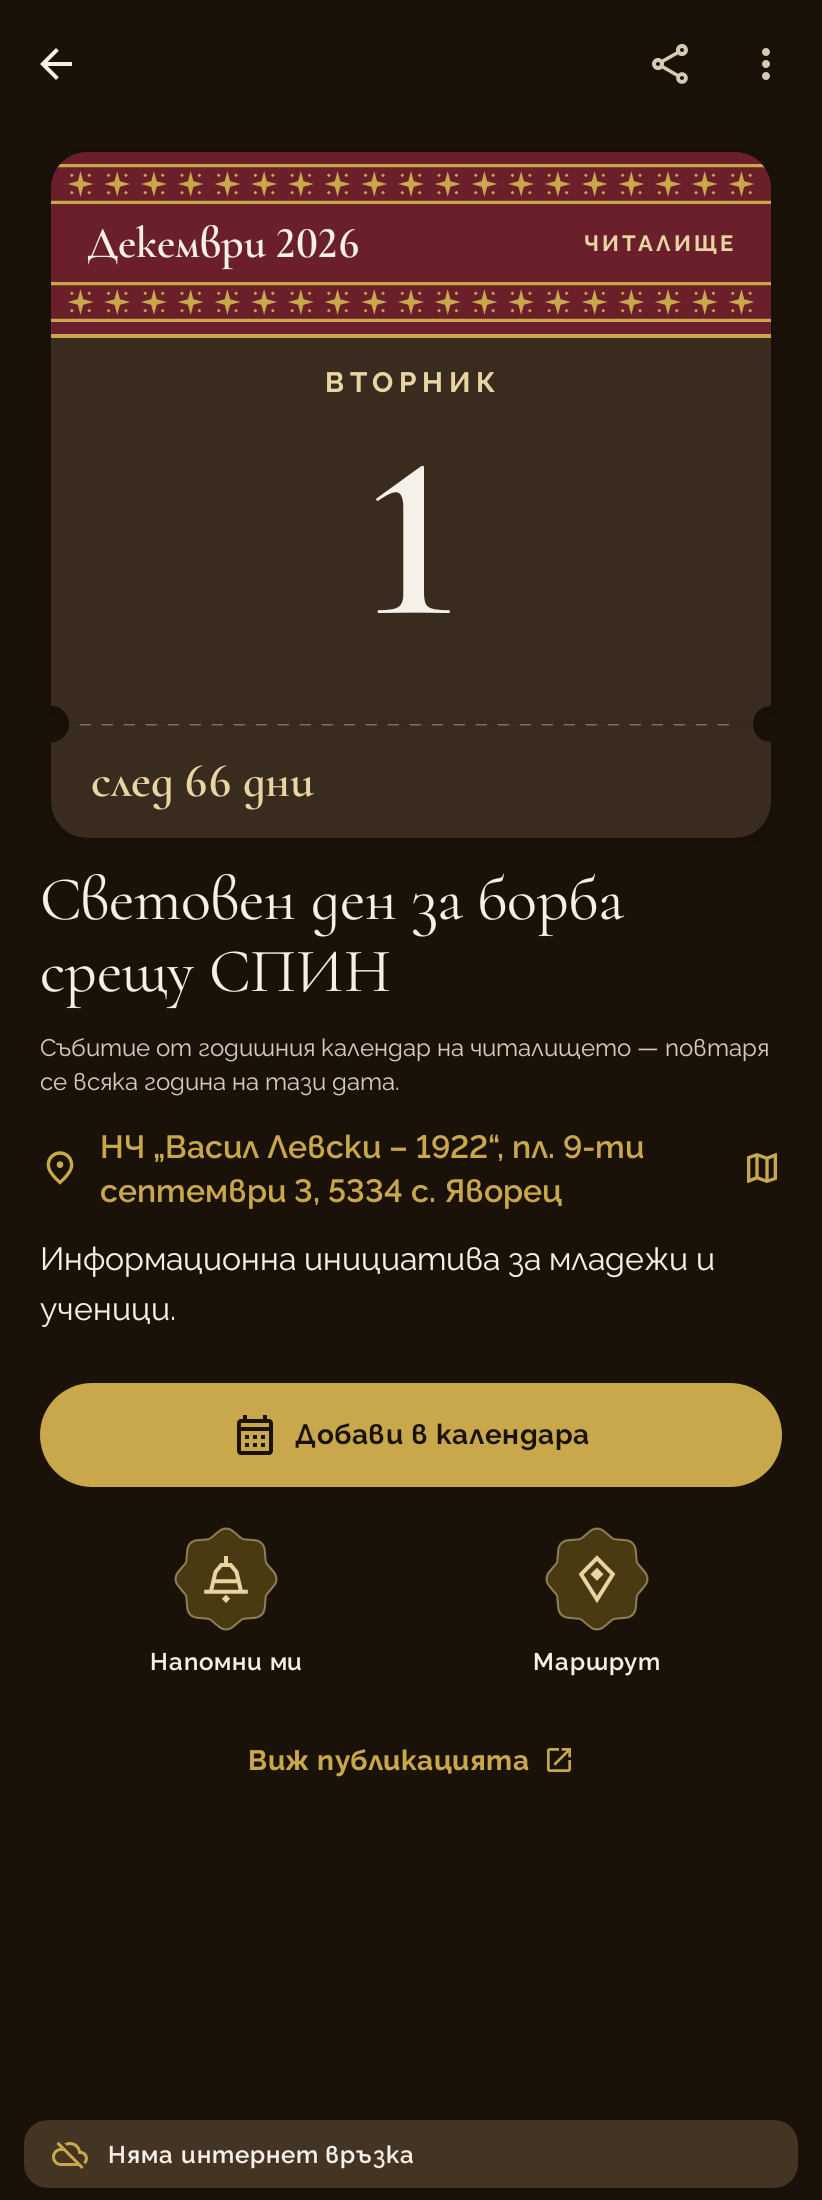 Декември 2026
ЧИТАЛИЩЕ
ВТОРНИК
1
след 66 дни
Световен ден за борба
срещу СПИН
Събитие от годишния календар на читалището — повтаря
се всяка година на тази дата.
НЧ „Васил Левски – 1922“, пл. 9-ти
септември 3, 5334 с. Яворец
Информационна инициатива за младежи и
ученици.
Добави в календара
Напомни ми
Маршрут
Виж публикацията
Няма интернет връзка